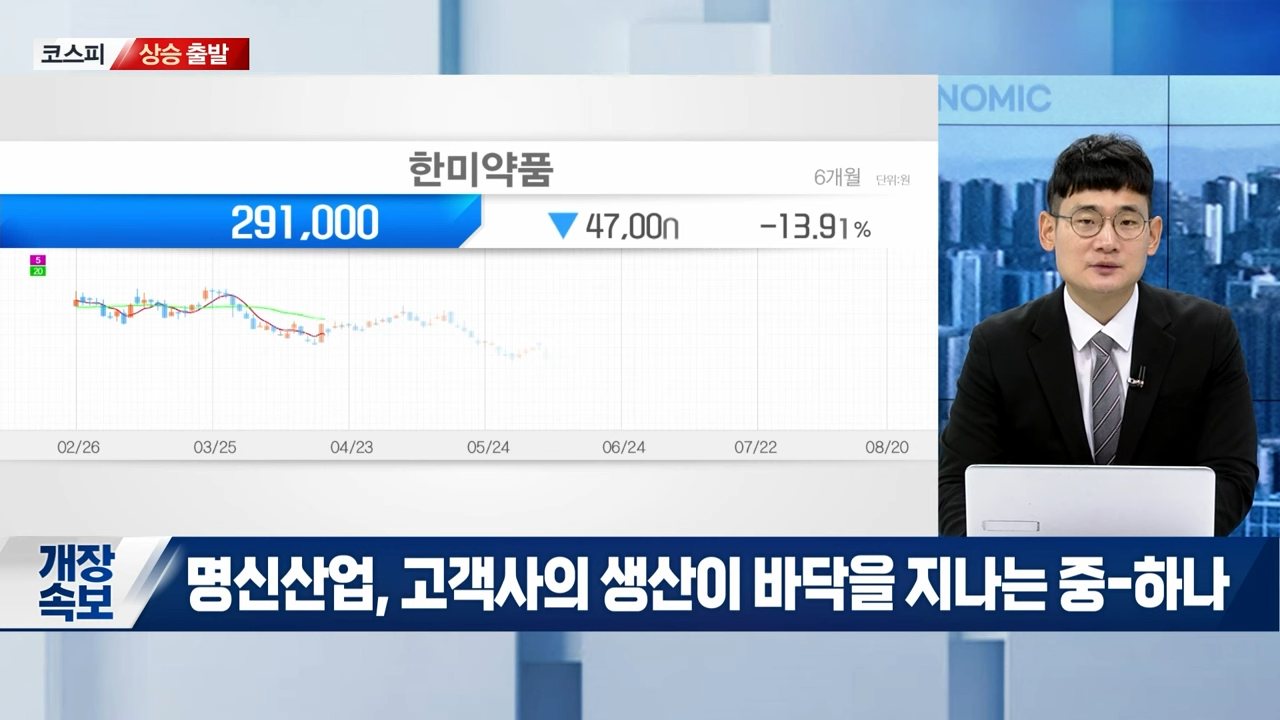 코스피 상승 출발
NOMIC
한미약품
6개월 단위:원
291,000 ▼ 47,000 -13.91%
5
20
02/26 03/25 04/23 05/24 06/24 07/22 08/20
개장
속보
명신산업, 고객사의 생산이 바닥을 지나는 중-하나